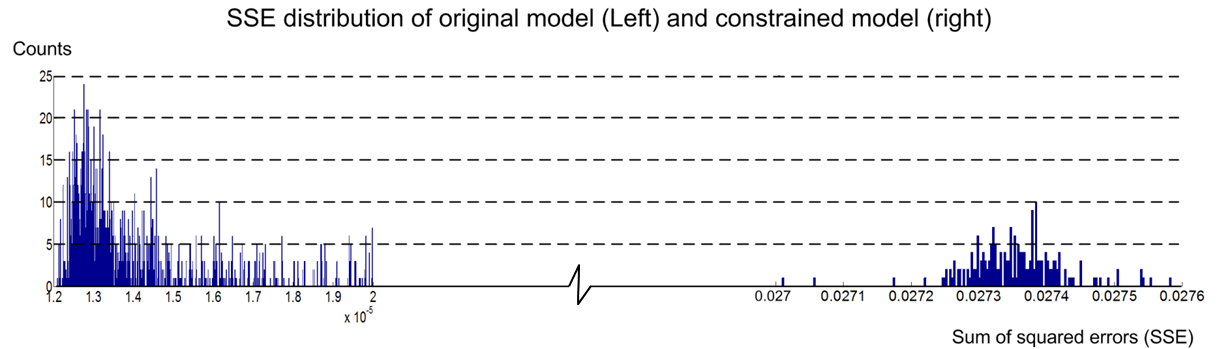 SSE distribution of original model (Left) and constrained model (right)
Counts
25
20
15
10
5
0
1.2 1.3 1.4 1.5 1.6 1.7 1.8 1.9 2 0.027 0.0271 0.0272 0.0273 0.0274 0.0275 0.0276
x 10-5
Sum of squared errors (SSE)